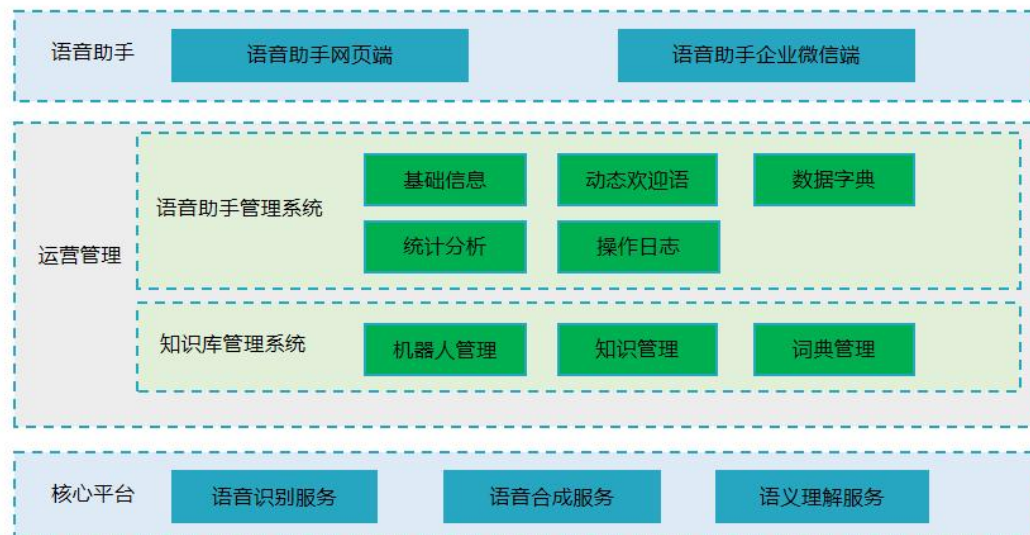 语音助手
语音助手网页端
语音助手企业微信端
运营管理
语音助手管理系统
基础信息
动态欢迎语
数据字典
统计分析
操作日志
知识库管理系统
机器人管理
知识管理
词典管理
核心平台
语音识别服务
语音合成服务
语义理解服务